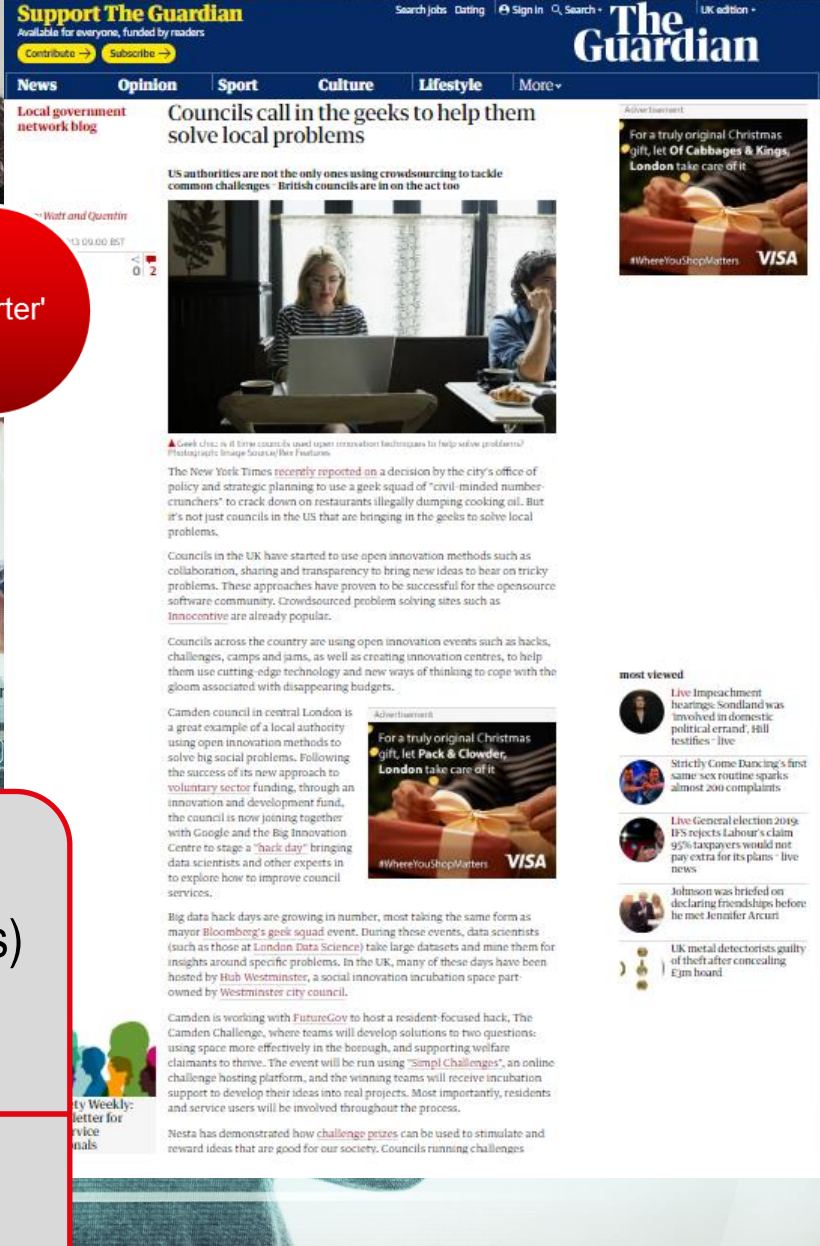 Support The Guardian
Available for everyone, funded by readers
Contribute →
Subscribe →
Search jobs Dating Sign in Search
The Guardian
UK edition
News Opinion Sport Culture Lifestyle More
Local government
network blog
Watt and Quentin
09.00 BST
0 2
rter'
Councils call in the geeks to help them
solve local problems
US authorities are not the only ones using crowdsourcing to tackle
common challenges - British councils are in on the act too
Geek chic: is it time councils used open innovation techniques to help solve problems?
Photograph: Image Source/Rex Features
The New York Times recently reported on a decision by the city's office of
policy and strategic planning to use a geek squad of "civil-minded number-
crunchers" to crack down on restaurants illegally dumping cooking oil. But
it's not just councils in the US that are bringing in the geeks to solve local
problems.
Councils in the UK have started to use open innovation methods such as
collaboration, sharing and transparency to bring new ideas to bear on tricky
problems. These approaches have proven to be successful for the opensource
software community. Crowdsourced problem solving sites such as
Innocentive are already popular.
Councils across the country are using open innovation events such as hacks,
challenges, camps and jams, as well as creating innovation centres, to help
them use cutting-edge technology and new ways of thinking to cope with the
gloom associated with disappearing budgets.
Camden council in central London is
a great example of a local authority
using open innovation methods to
solve big social problems. Following
the success of its new approach to
voluntary sector funding, through an
innovation and development fund,
the council is now joining together
with Google and the Big Innovation
Centre to stage a "hack day" bringing
data scientists and other experts in
to explore how to improve council
services.
Advertisement
For a truly original Christmas
gift, let Pack & Clowder,
London take care of it
#WhereYouShopMatters VISA
Big data hack days are growing in number, most taking the same form as
mayor Bloomberg's geek squad event. During these events, data scientists
(such as those at London Data Science) take large datasets and mine them for
insights around specific problems. In the UK, many of these days have been
hosted by Hub Westminster, a social innovation incubation space part-
owned by Westminster city council.
Camden is working with FutureGov to host a resident-focused hack, The
Camden Challenge, where teams will develop solutions to two questions:
using space more effectively in the borough, and supporting welfare
claimants to thrive. The event will be run using "Simpl Challenges", an online
challenge hosting platform, and the winning teams will receive incubation
support to develop their ideas into real projects. Most importantly, residents
and service users will be involved throughout the process.
Nesta has demonstrated how challenge prizes can be used to stimulate and
reward ideas that are good for our society. Councils running challenges
Advertisement
For a truly original Christmas
gift, let Of Cabbages & Kings,
London take care of it
#WhereYouShopMatters VISA
most viewed
Live Impeachment
hearings: Sondland was
'involved in domestic
political errand', Hill
testifies - live
Strictly Come Dancing's first
same-sex routine sparks
almost 200 complaints
Live General election 2019:
IFS rejects Labour's claim
95% taxpayers would not
pay extra for its plans - live
news
Johnson was briefed on
declaring friendships before
he met Jennifer Arcuri
UK metal detectorists guilty
of theft after concealing
£3m hoard
s)
ety Weekly:
letter for
rvice
onals